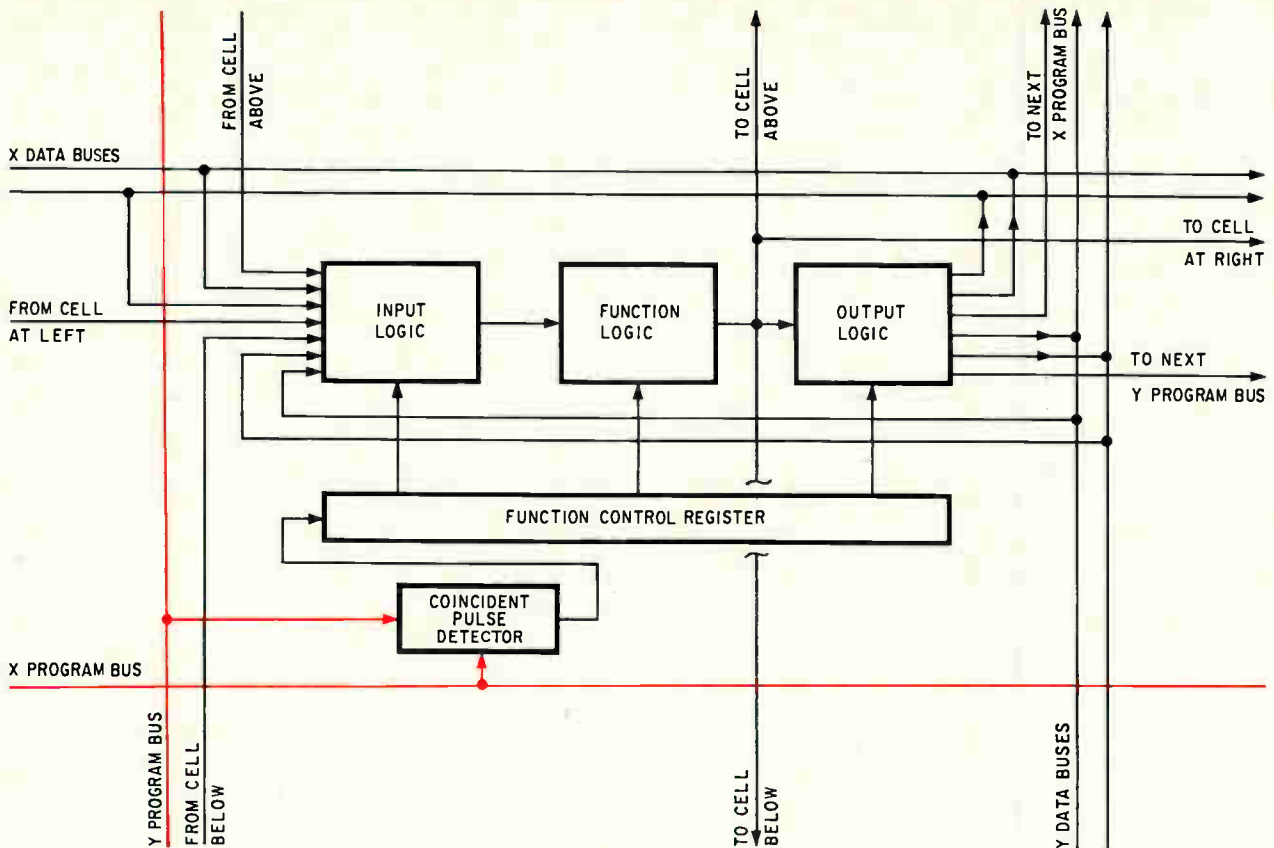 FROM CELL
ABOVE
TO CELL
ABOVE
TO NEXT
X PROGRAM BUS
X DATA BUSES
TO CELL
AT RIGHT
FROM CELL
AT LEFT
INPUT
LOGIC
FUNCTION
LOGIC
OUTPUT
LOGIC
TO NEXT
Y PROGRAM BUS
FUNCTION CONTROL REGISTER
COINCIDENT
PULSE
DETECTOR
X PROGRAM BUS
Y PROGRAM BUS
FROM CELL
BELOW
TO CELL
BELOW
Y DATA BUSES